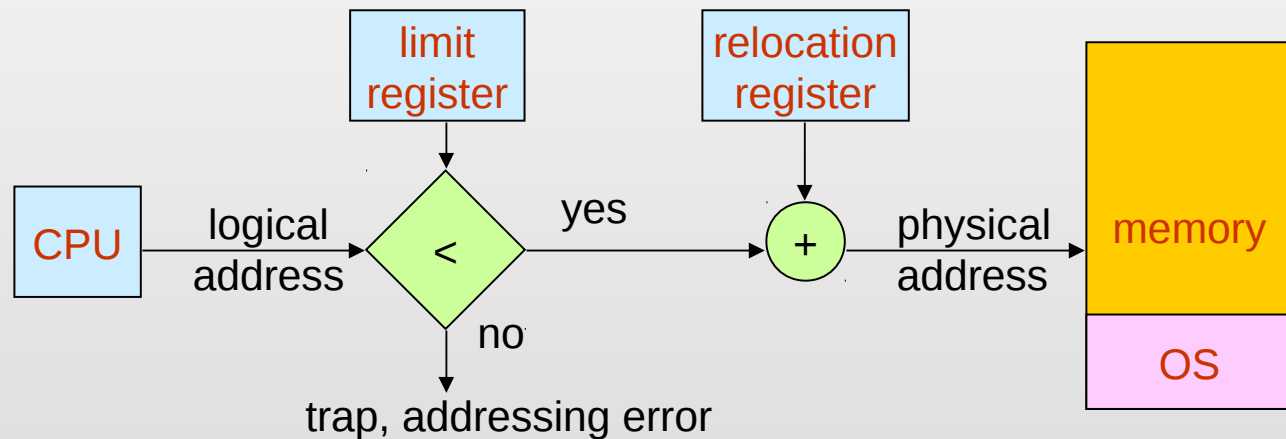 limit
register
relocation
register
CPU
logical
address
<
yes
+
physical
address
memory
no
OS
trap, addressing error